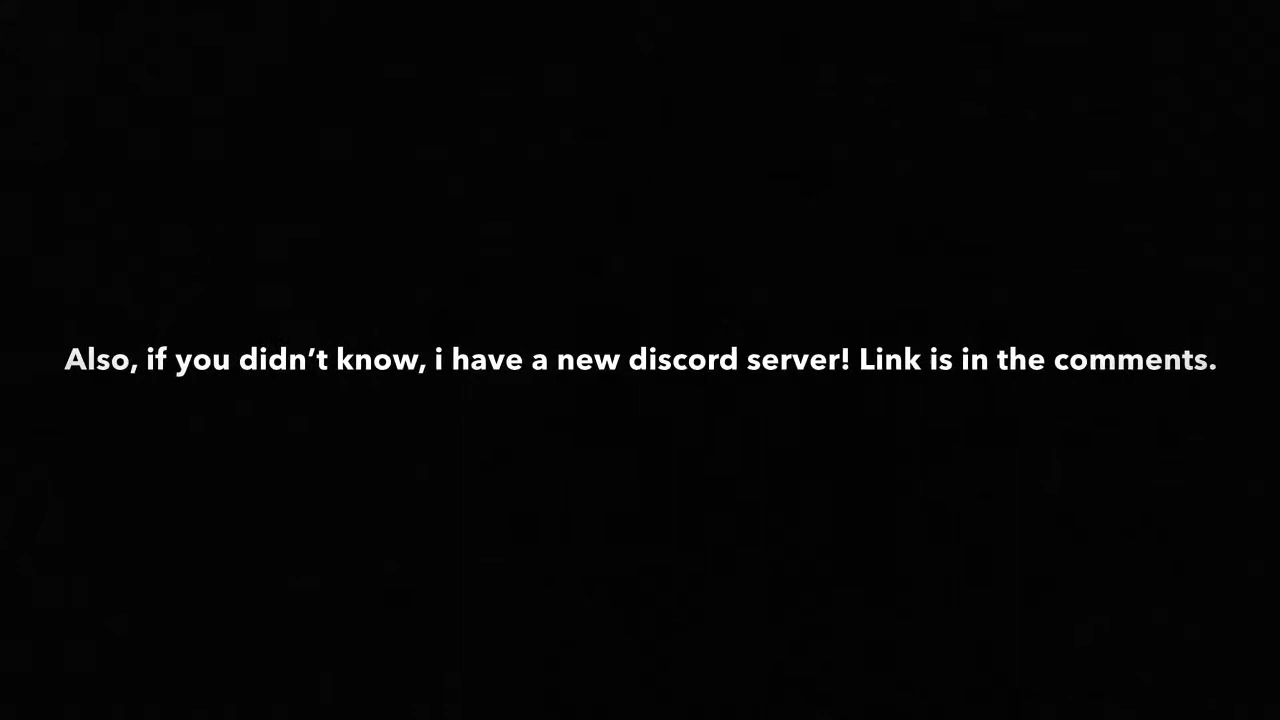 Also, if you didn’t know, i have a new discord server! Link is in the comments.